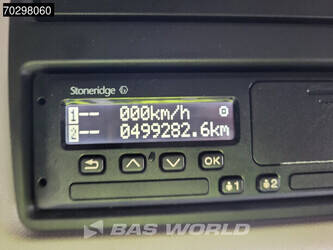 70298060
Stoneridge
1-- 000km/h
2-- 0499282.6km
OK
1 2
BAS WORLD